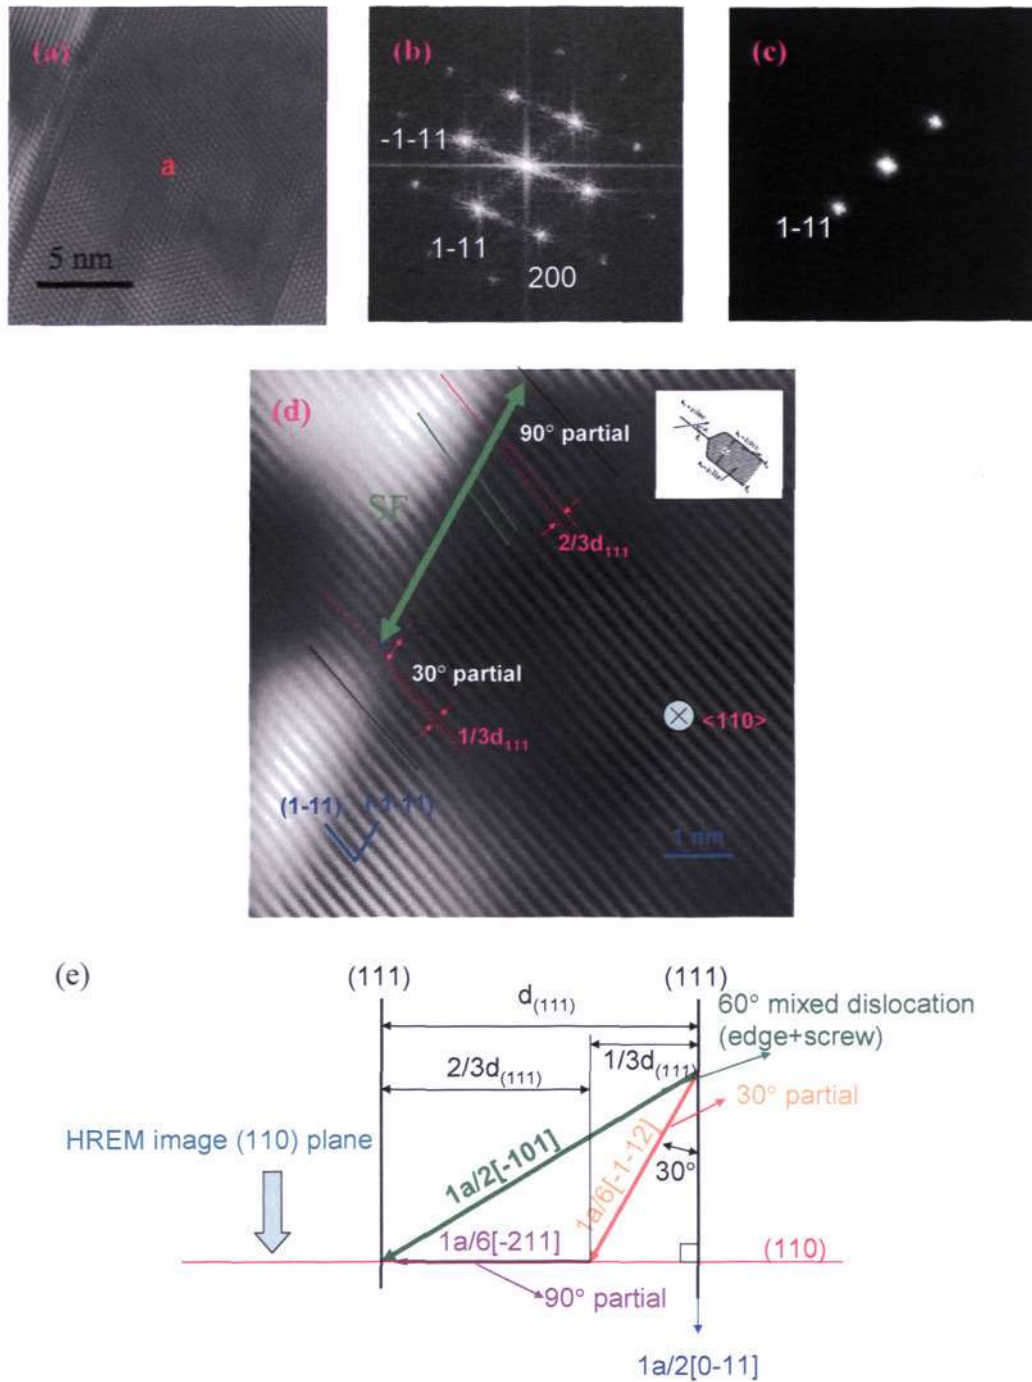 (a)
a
5 nm
(b)
-1-11
1-11
200
(c)
1-11
(d)
90° partial
SF
2/3d111
30° partial
1/3d111
<110>
(1-11)
(-1-11)
1 nm
(e)
(111)
(111)
d(111)
60° mixed dislocation
(edge+screw)
2/3d(111)
1/3d(111)
30° partial
HREM image (110) plane
1a/2[-101]
1a/6[-1-12]
30°
1a/6[-211]
(110)
90° partial
1a/2[0-11]